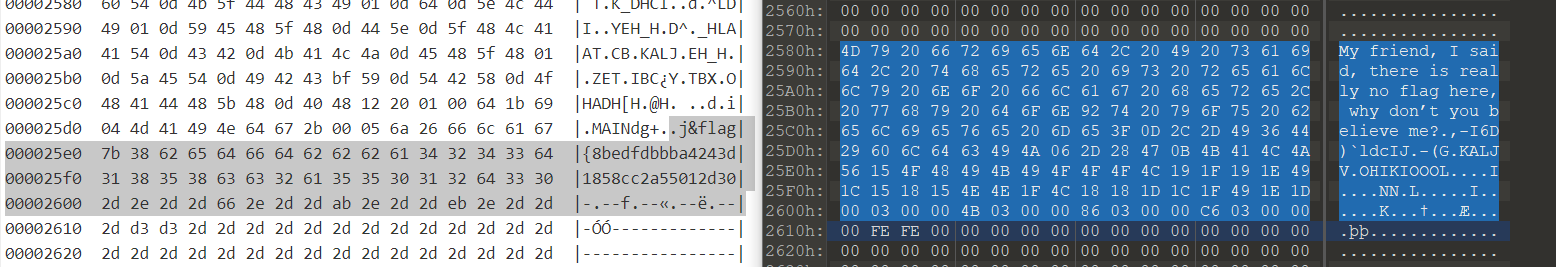 00002580 60 54 0d 4b 5f 44 48 43 49 01 0d 64 0d 5e 4c 44 |`T.K_DHCI..d.^LD|
00002590 49 01 0d 59 45 48 5f 48 0d 44 5e 0d 5f 48 4c 41 |I..YEH_H.D^._HLA|
000025a0 41 54 0d 43 42 0d 4b 41 4c 4a 0d 45 48 5f 48 01 |AT.CB.KALJ.EH_H.|
000025b0 0d 5a 45 54 0d 49 42 43 bf 59 0d 54 42 58 0d 4f |.ZET.IBC¿Y.TBX.O|
000025c0 48 41 44 48 5b 48 0d 40 48 12 20 01 00 64 1b 69 |HADH[H.@H. ..d.i|
000025d0 04 4d 41 49 4e 64 67 2b 00 05 6a 26 66 6c 61 67 |.MAINdg+..j&flag|
000025e0 7b 38 62 65 64 66 64 62 62 62 61 34 32 34 33 64 |{8bedfdbbba4243d|
000025f0 31 38 35 38 63 63 32 61 35 35 30 31 32 64 33 30 |1858cc2a55012d30|
00002600 2d 2e 2d 2d 66 2e 2d 2d ab 2e 2d 2d eb 2e 2d 2d |-.--f.--«.--ë.--|
00002610 2d d3 d3 2d 2d 2d 2d 2d 2d 2d 2d 2d 2d 2d 2d 2d |-ÓÓ-------------|
00002620 2d 2d 2d 2d 2d 2d 2d 2d 2d 2d 2d 2d 2d 2d 2d 2d |----------------|
2560h: 00 00 00 00 00 00 00 00 00 00 00 00 00 00 00 00 ................
2570h: 00 00 00 00 00 00 00 00 00 00 00 00 00 00 00 00 ................
2580h: 4D 79 20 66 72 69 65 6E 64 2C 20 49 20 73 61 69 My friend, I sai
2590h: 64 2C 20 74 68 65 72 65 20 69 73 20 72 65 61 6C d, there is real
25A0h: 6C 79 20 6E 6F 20 66 6C 61 67 20 68 65 72 65 2C ly no flag here,
25B0h: 20 77 68 79 20 64 6F 6E 92 74 20 79 6F 75 20 62 why don’t you b
25C0h: 65 6C 69 65 76 65 20 6D 65 3F 0D 2C 2D 49 36 44 elieve me?.,-I6D
25D0h: 29 60 6C 64 63 49 4A 06 2D 28 47 0B 4B 41 4C 4A )`ldcIJ.-(G.KALJ
25E0h: 56 15 4F 48 49 4B 49 4F 4F 4F 4C 19 1F 19 1E 49 V.OHIKIOOOL....I
25F0h: 1C 15 18 15 4E 4E 1F 4C 18 18 1D 1C 1F 49 1E 1D ....NN.L.....I..
2600h: 00 03 00 00 4B 03 00 00 86 03 00 00 C6 03 00 00 ....K...†...Æ...
2610h: 00 FE FE 00 00 00 00 00 00 00 00 00 00 00 00 00 .þþ.............
2620h: 00 00 00 00 00 00 00 00 00 00 00 00 00 00 00 00 ................